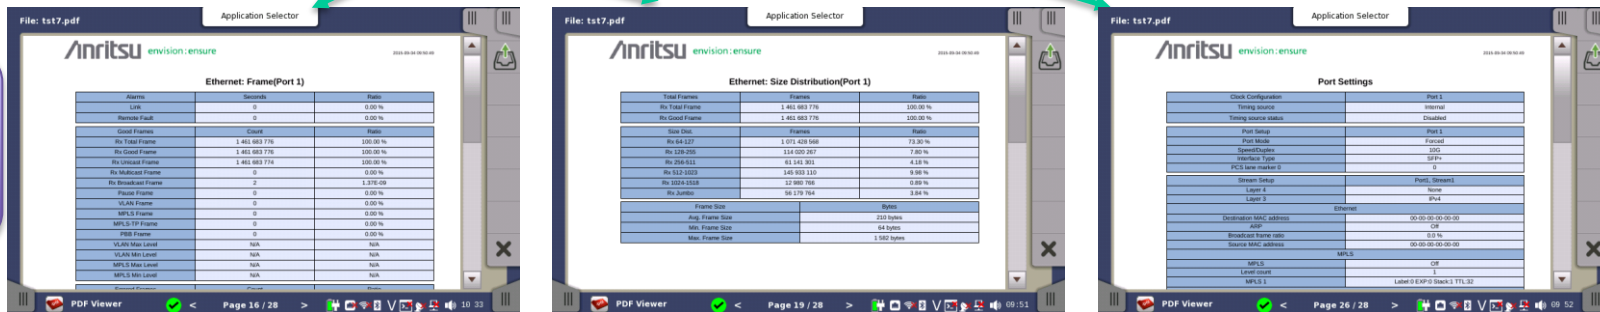 File: tst7.pdf
Application Selector
Anritsu envision:ensure
Ethernet: Frame(Port 1)
Alarms Seconds Ratio
Link 0 0.00 %
Remote Fault 0 0.00 %
Good Frames Count Ratio
Rx Total Frame 1 461 683 776 100.00 %
Rx Good Frame 1 461 683 776 100.00 %
Rx Unicast Frame 1 461 683 774 100.00 %
Rx Multicast Frame 0 0.00 %
Rx Broadcast Frame 2 1.37E-09
Pause Frame 0 0.00 %
VLAN Frame 0 0.00 %
MPLS Frame 0 0.00 %
MPLS-TP Frame 0 0.00 %
PBB Frame 0 0.00 %
VLAN Max Level N/A N/A
VLAN Min Level N/A N/A
MPLS Max Level N/A N/A
MPLS Min Level N/A N/A
PDF Viewer < Page 16 / 28 > 10 33
File: tst7.pdf
Application Selector
Anritsu envision:ensure
Ethernet: Size Distribution(Port 1)
Total Frames Frames Ratio
Rx Total Frame 1 461 683 776 100.00 %
Rx Good Frame 1 461 683 776 100.00 %
Size Dist. Frames Ratio
Rx 64-127 1 071 428 568 73.30 %
Rx 128-255 114 020 267 7.80 %
Rx 256-511 61 141 301 4.18 %
Rx 512-1023 145 933 110 9.98 %
Rx 1024-1518 12 980 766 0.89 %
Rx Jumbo 56 179 764 3.84 %
Frame Size Bytes
Avg. Frame Size 210 bytes
Min. Frame Size 64 bytes
Max. Frame Size 1 582 bytes
PDF Viewer < Page 19 / 28 > 09:51
File: tst7.pdf
Application Selector
Anritsu envision:ensure
Port Settings
Clock Configuration Port 1
Timing source Internal
Timing source status Disabled
Port Setup Port 1
Port Mode Forced
Speed/Duplex 10G
Interface Type SFP+
PCS lane marker 0 0
Stream Setup Port1, Stream1
Layer 4 None
Layer 3 IPv4
Ethernet
Destination MAC address 00-00-00-00-00-00
ARP Off
Broadcast frame ratio 0.0 %
Source MAC address 00-00-00-00-00-00
MPLS
MPLS Off
Level count 1
MPLS 1 Label:0 EXP:0 Stack:1 TTL:32
PDF Viewer < Page 26 / 28 > 09 52